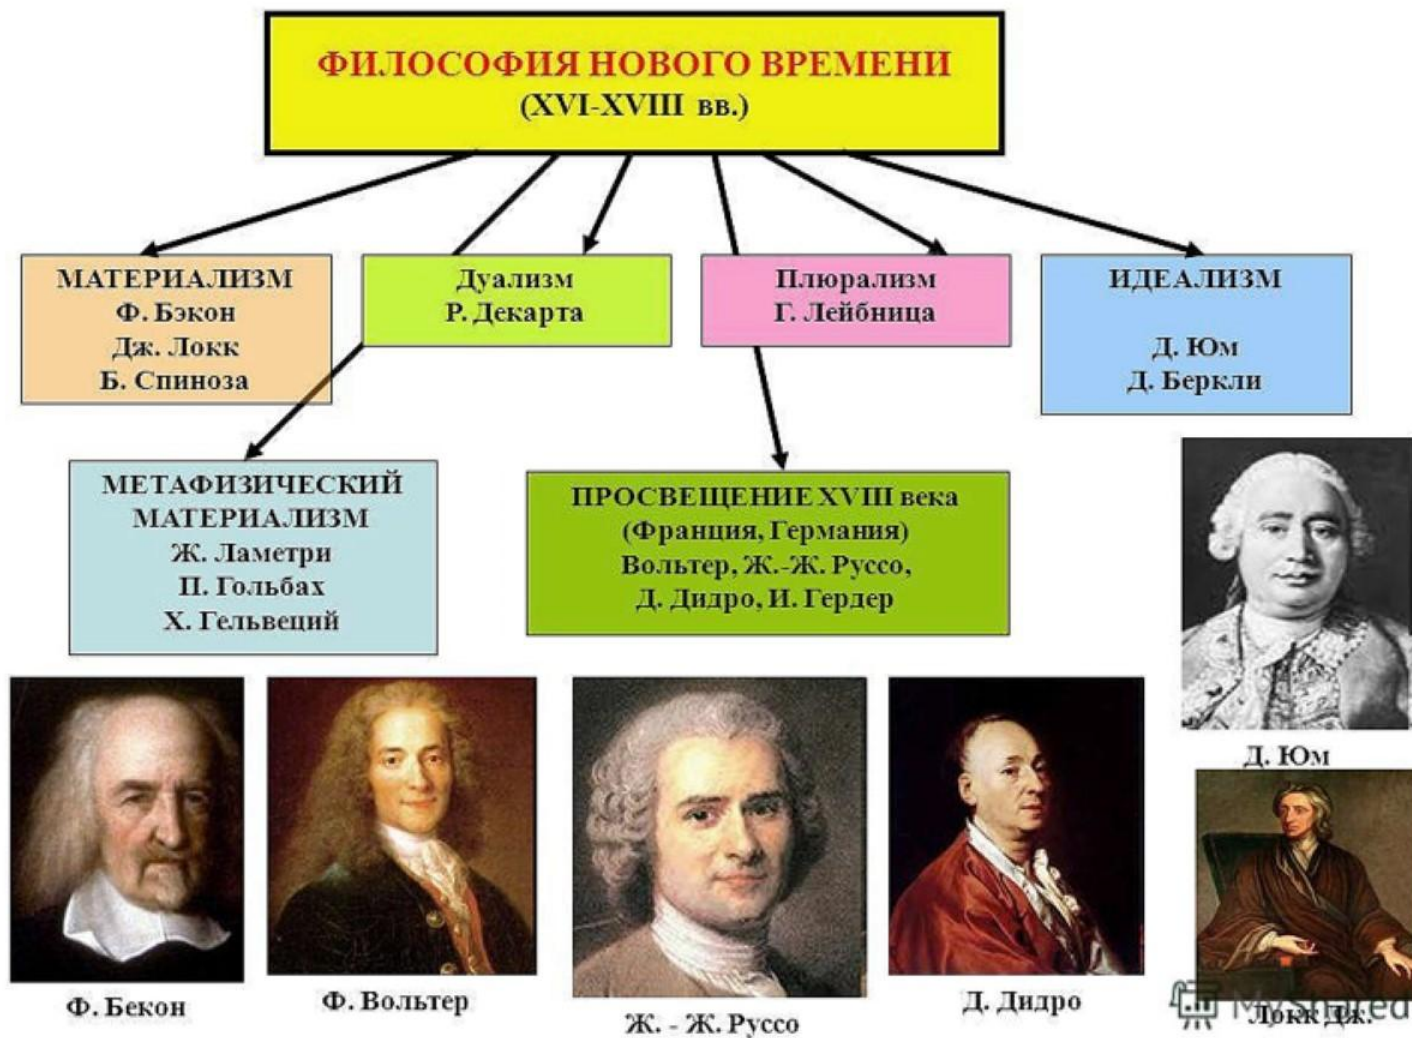 ФИЛОСОФИЯ НОВОГО ВРЕМЕНИ
(XVI-XVIII вв.)
МАТЕРИАЛИЗМ
Ф. Бэкон
Дж. Локк
Б. Спиноза
Дуализм
Р. Декарта
Плюрализм
Г. Лейбница
ИДЕАЛИЗМ
Д. Юм
Д. Беркли
МЕТАФИЗИЧЕСКИЙ
МАТЕРИАЛИЗМ
Ж. Ламетри
П. Гольбах
Х. Гельвеций
ПРОСВЕЩЕНИЕ XVIII века
(Франция, Германия)
Вольтер, Ж.-Ж. Руссо,
Д. Дидро, И. Гердер
Д. Юм
Ф. Бекон
Ф. Вольтер
Ж. - Ж. Руссо
Д. Дидро
Локк Дж.
MyShared